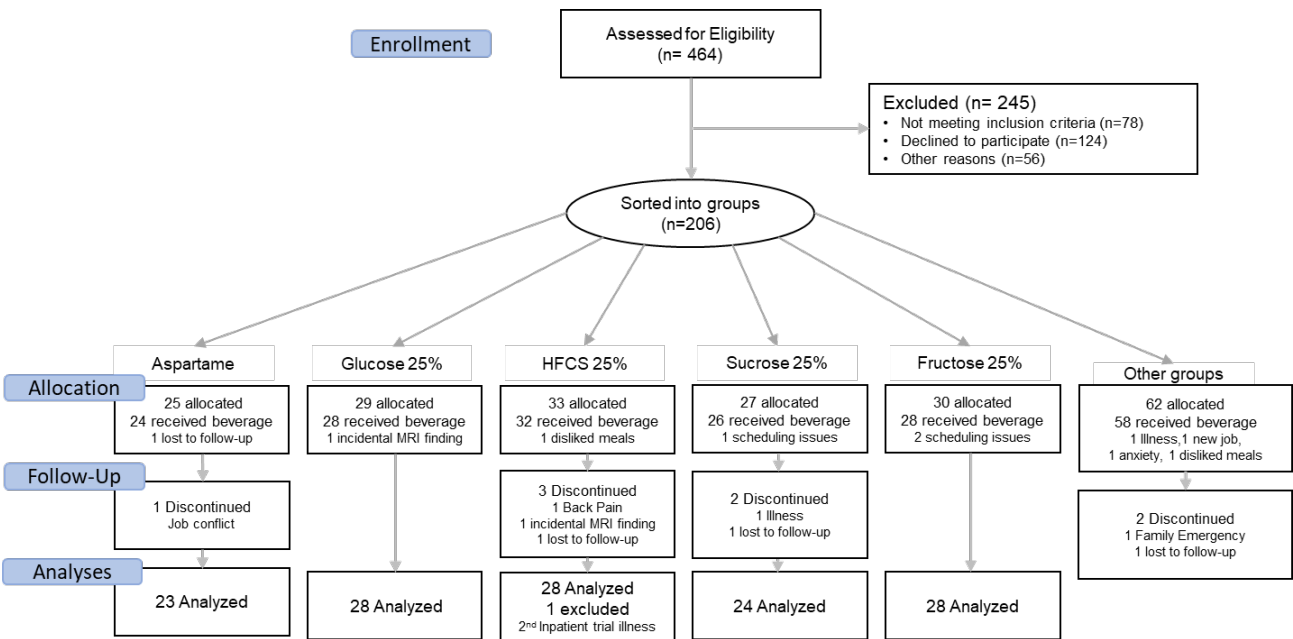 Enrollment
Assessed for Eligibility
(n= 464)
Excluded (n= 245)
• Not meeting inclusion criteria (n=78)
• Declined to participate (n=124)
• Other reasons (n=56)
Sorted into groups
(n=206)
Aspartame
Glucose 25%
HFCS 25%
Sucrose 25%
Fructose 25%
Other groups
Allocation
25 allocated
24 received beverage
1 lost to follow-up
29 allocated
28 received beverage
1 incidental MRI finding
33 allocated
32 received beverage
1 disliked meals
27 allocated
26 received beverage
1 scheduling issues
30 allocated
28 received beverage
2 scheduling issues
62 allocated
58 received beverage
1 Illness,1 new job,
1 anxiety, 1 disliked meals
Follow-Up
1 Discontinued
Job conflict
3 Discontinued
1 Back Pain
1 incidental MRI finding
1 lost to follow-up
2 Discontinued
1 Illness
1 lost to follow-up
2 Discontinued
1 Family Emergency
1 lost to follow-up
Analyses
23 Analyzed
28 Analyzed
28 Analyzed
1 excluded
2nd Inpatient trial illness
24 Analyzed
28 Analyzed